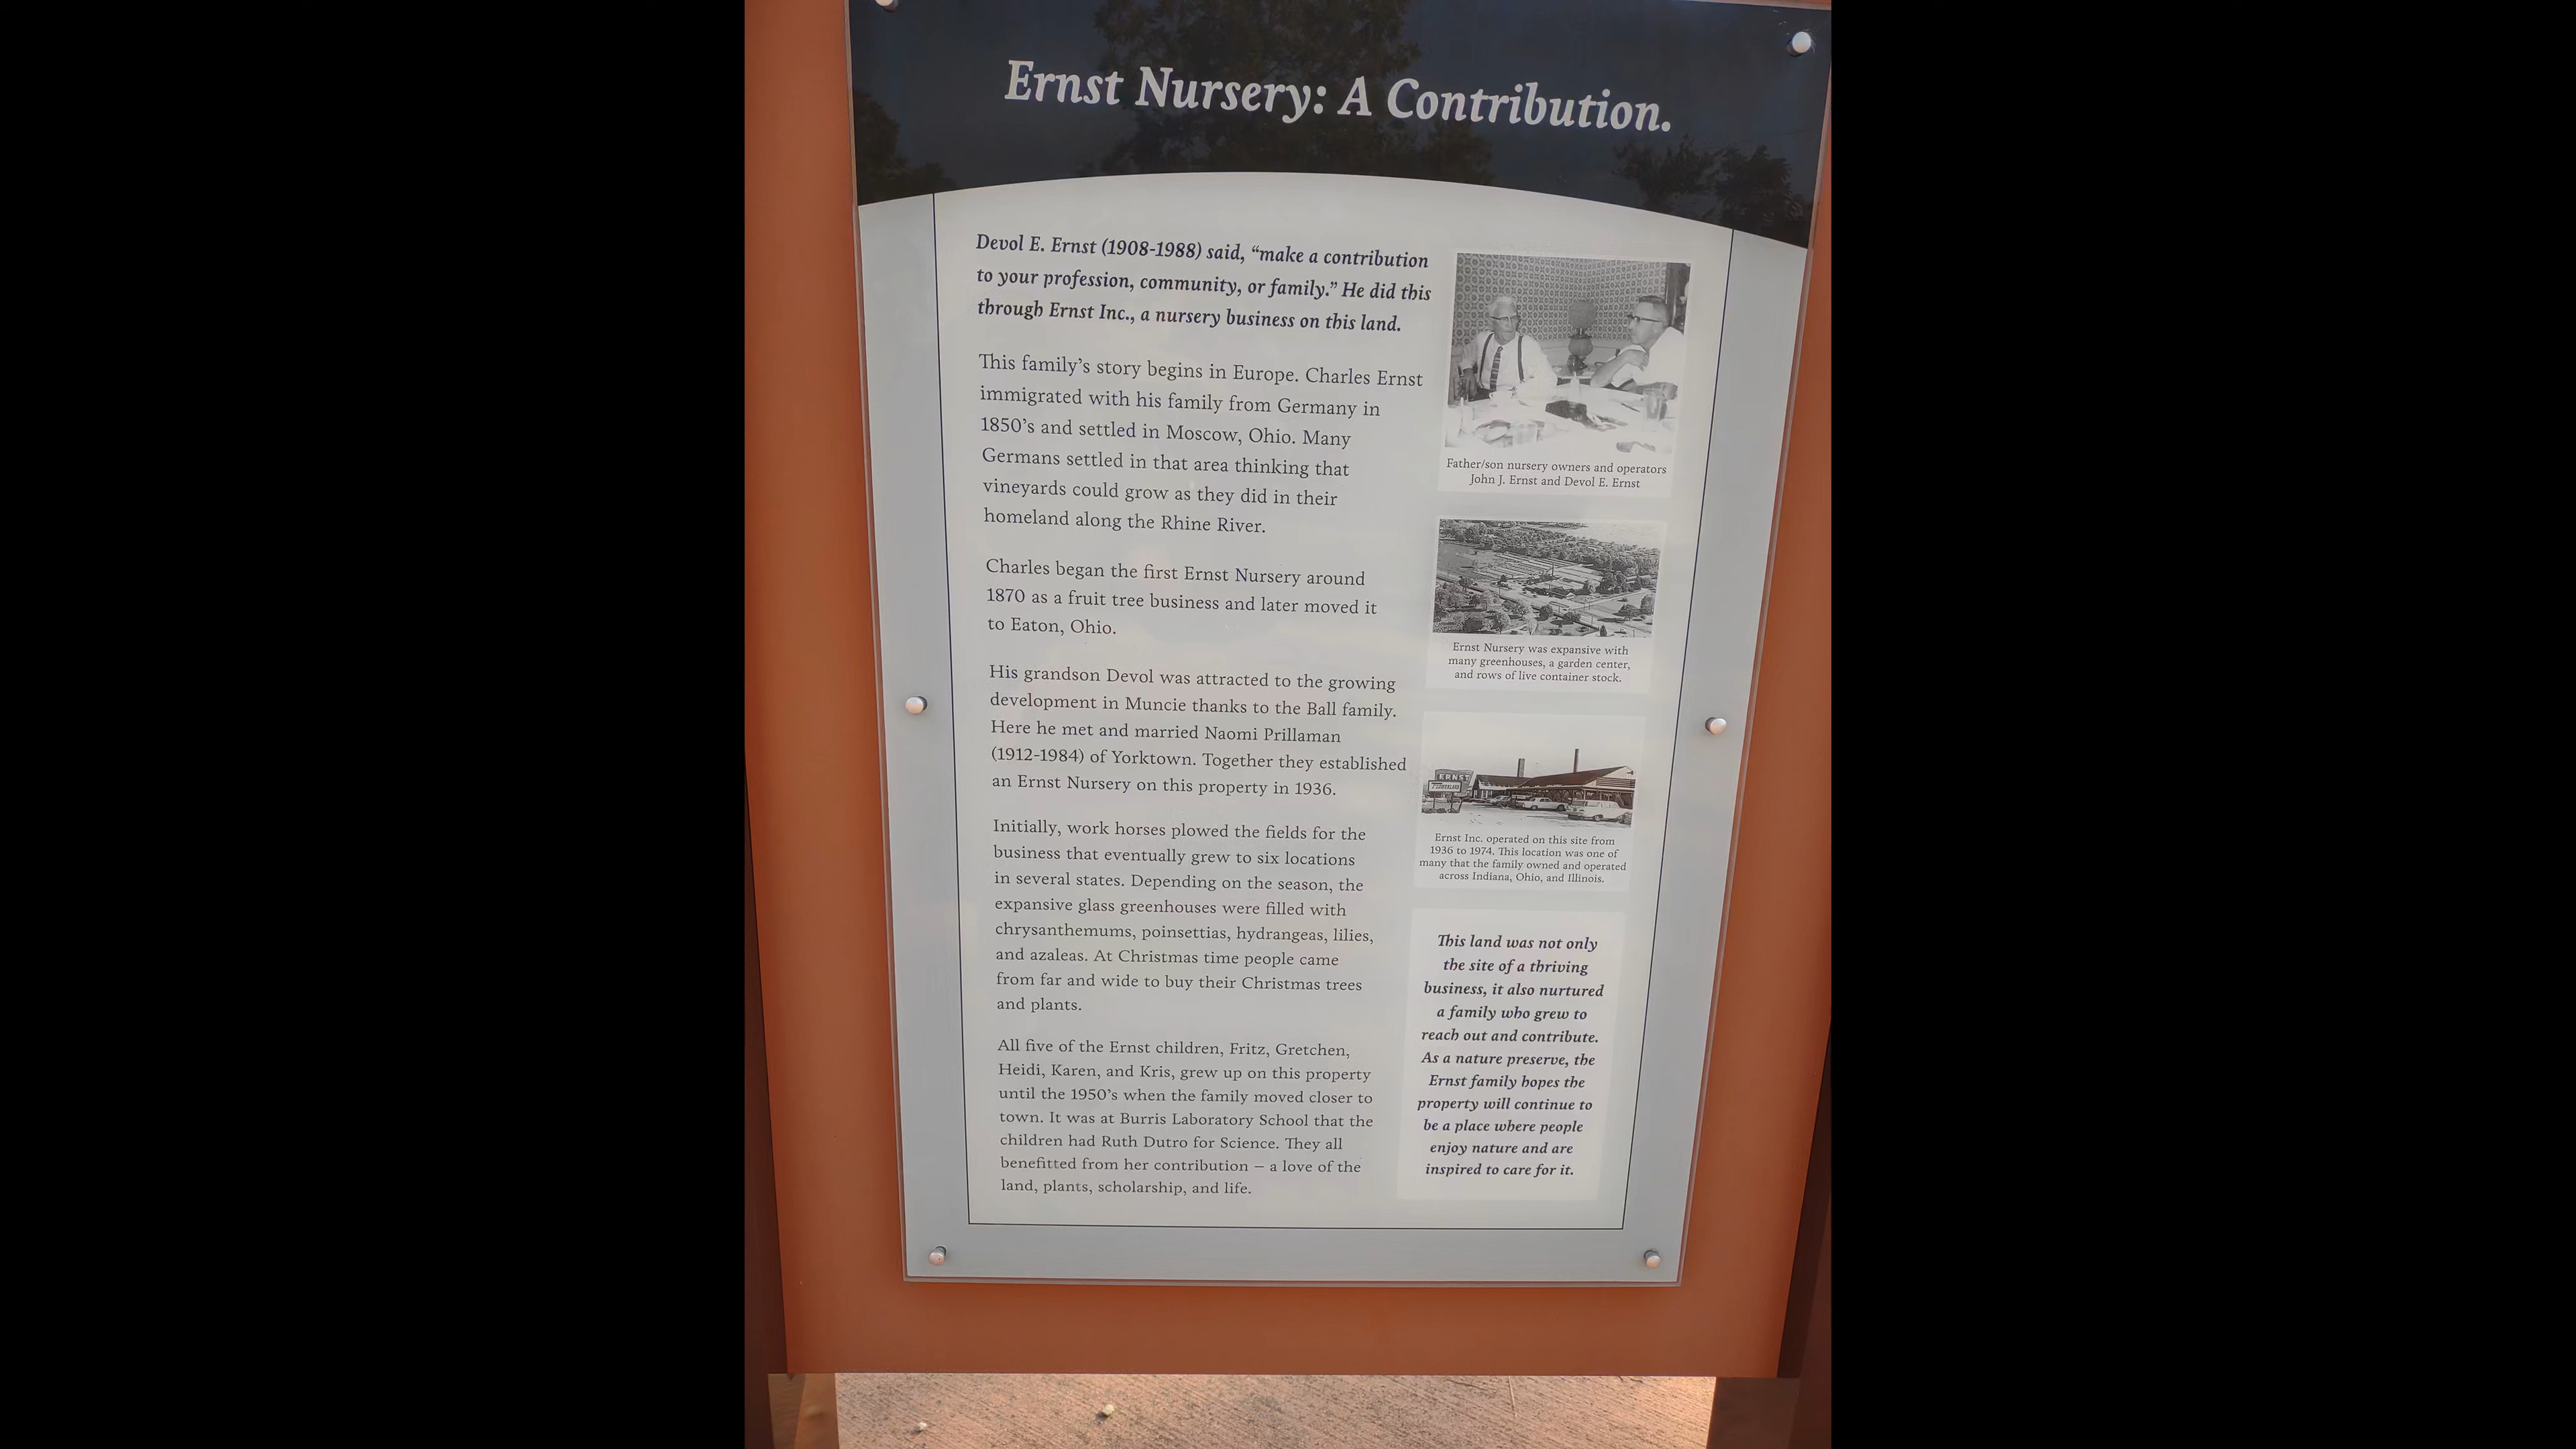 Ernst Nursery: A Contribution.
Devol E. Ernst (1908-1988) said, “make a contribution
to your profession, community, or family.” He did this
through Ernst Inc., a nursery business on this land.
This family’s story begins in Europe. Charles Ernst
immigrated with his family from Germany in
1850’s and settled in Moscow, Ohio. Many
Germans settled in that area thinking that
vineyards could grow as they did in their
homeland along the Rhine River.
Charles began the first Ernst Nursery around
1870 as a fruit tree business and later moved it
to Eaton, Ohio.
His grandson Devol was attracted to the growing
development in Muncie thanks to the Ball family.
Here he met and married Naomi Prillaman
(1912-1984) of Yorktown. Together they established
an Ernst Nursery on this property in 1936.
Initially, work horses plowed the fields for the
business that eventually grew to six locations
in several states. Depending on the season, the
expansive glass greenhouses were filled with
chrysanthemums, poinsettias, hydrangeas, lilies,
and azaleas. At Christmas time people came
from far and wide to buy their Christmas trees
and plants.
All five of the Ernst children, Fritz, Gretchen,
Heidi, Karen, and Kris, grew up on this property
until the 1950’s when the family moved closer to
town. It was at Burris Laboratory School that the
children had Ruth Dutro for Science. They all
benefitted from her contribution – a love of the
land, plants, scholarship, and life.
Father/son nursery owners and operators
John J. Ernst and Devol E. Ernst
Ernst Nursery was expansive with
many greenhouses, a garden center,
and rows of live container stock.
ERNST
Ernst Inc. operated on this site from
1936 to 1974. This location was one of
many that the family owned and operated
across Indiana, Ohio, and Illinois.
This land was not only
the site of a thriving
business, it also nurtured
a family who grew to
reach out and contribute.
As a nature preserve, the
Ernst family hopes the
property will continue to
be a place where people
enjoy nature and are
inspired to care for it.